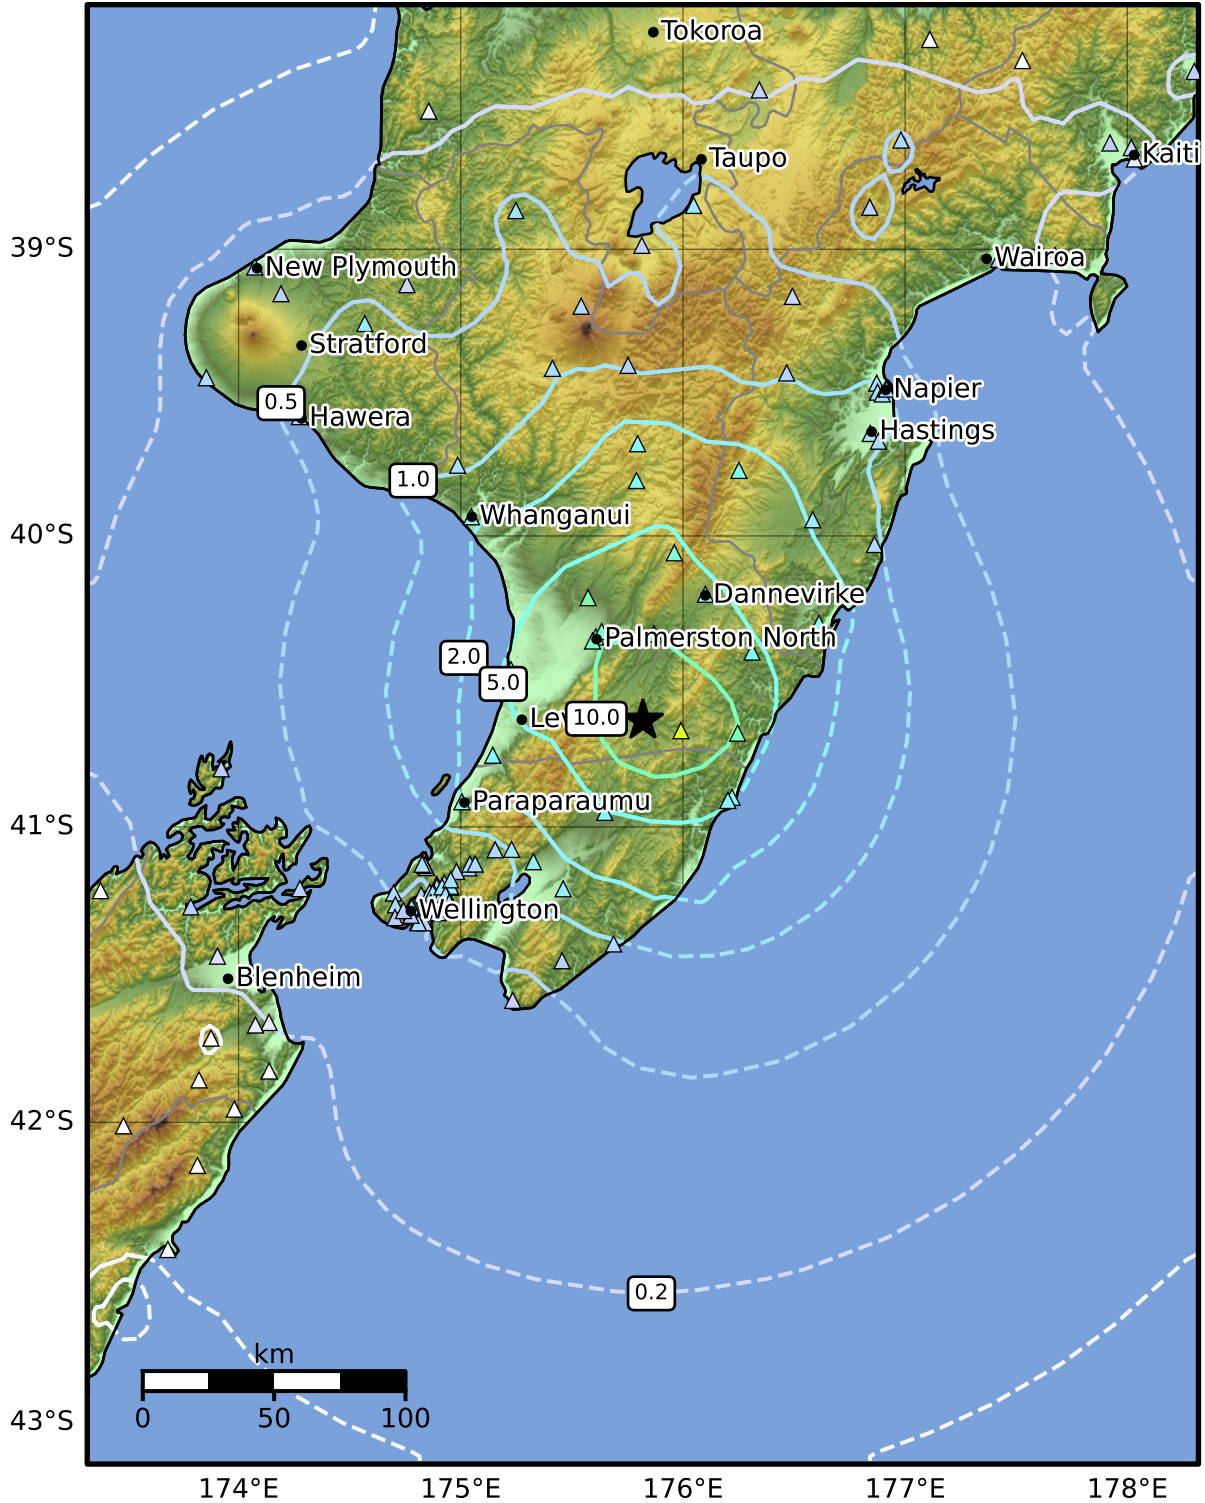 Tokoroa
Taupo
Kaiti
39°S
Wairoa
New Plymouth
Stratford
Napier
0.5
Hawera
Hastings
1.0
Whanganui
40°S
Dannevirke
Palmerston North
2.0
5.0
Lev
10.0
Paraparaumu
41°S
Wellington
Blenheim
42°S
0.2
km
0 50 100
43°S
174°E 175°E 176°E 177°E 178°E